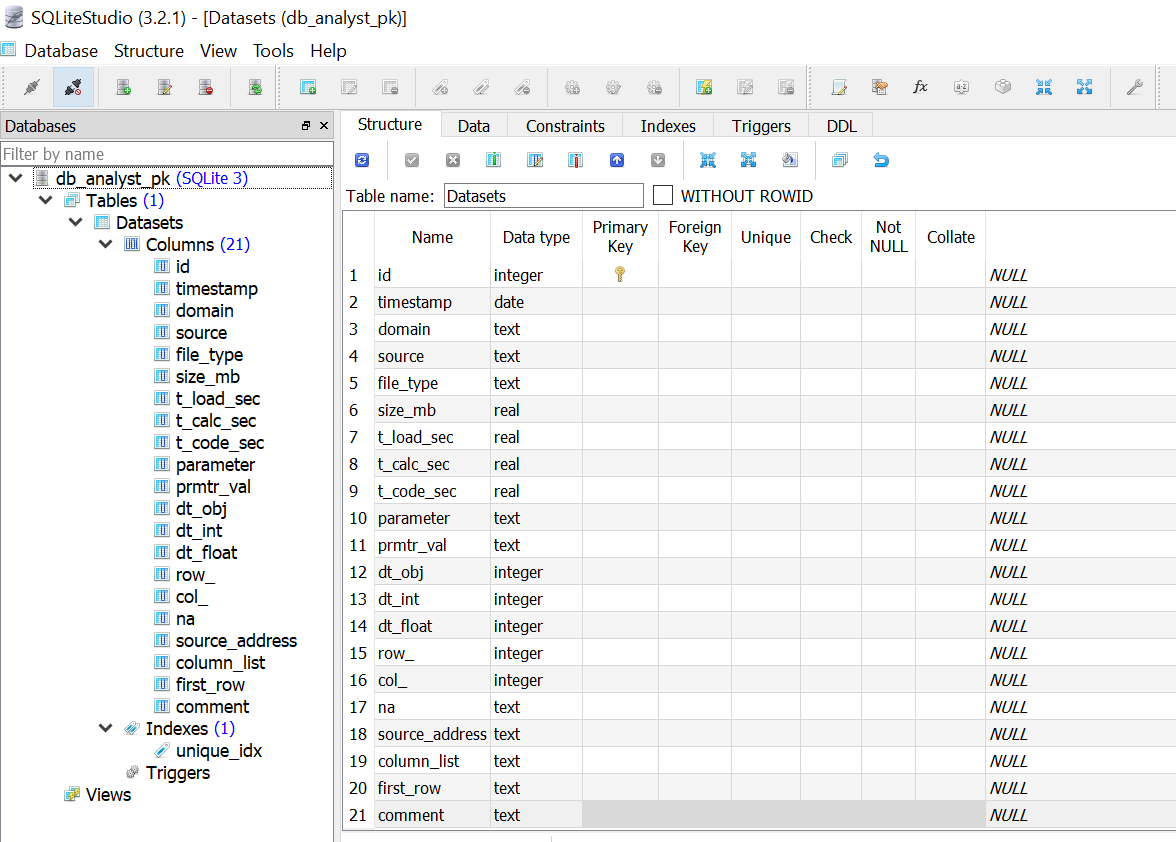 SQLiteStudio (3.2.1) - [Datasets (db_analyst_pk)]
Database Structure View Tools Help
fx
a-z
Databases
Filter by name
db_analyst_pk (SQLite 3)
Tables (1)
Datasets
Columns (21)
id
timestamp
domain
source
file_type
size_mb
t_load_sec
t_calc_sec
t_code_sec
parameter
prmtr_val
dt_obj
dt_int
dt_float
row_
col_
na
source_address
column_list
first_row
comment
Indexes (1)
unique_idx
Triggers
Views
Structure Data Constraints Indexes Triggers DDL
Table name: Datasets WITHOUT ROWID
Name Data type Primary Key Foreign Key Unique Check Not NULL Collate
1 id integer NULL
2 timestamp date NULL
3 domain text NULL
4 source text NULL
5 file_type text NULL
6 size_mb real NULL
7 t_load_sec real NULL
8 t_calc_sec real NULL
9 t_code_sec real NULL
10 parameter text NULL
11 prmtr_val text NULL
12 dt_obj integer NULL
13 dt_int integer NULL
14 dt_float integer NULL
15 row_ integer NULL
16 col_ integer NULL
17 na text NULL
18 source_address text NULL
19 column_list text NULL
20 first_row text NULL
21 comment text NULL